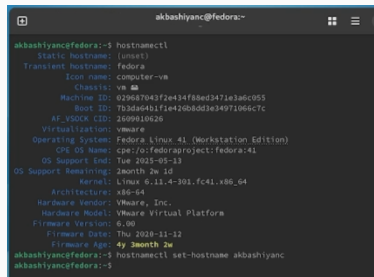 akbashiyanc@fedora:~
akbashiyanc@fedora:~$ hostnamectl
Static hostname: (unset)
Transient hostname: fedora
Icon name: computer-vm
Chassis: vm
Machine ID: 029687043f2e434f88ed3471e3a6c055
Boot ID: 7b3da64b1f1e426b8dd3e34971066c7c
AF_VSOCK CID: 2609010626
Virtualization: vmware
Operating System: Fedora Linux 41 (Workstation Edition)
CPE OS Name: cpe:/o:fedoraproject:fedora:41
OS Support End: Tue 2025-05-13
OS Support Remaining: 2month 2w 1d
Kernel: Linux 6.11.4-301.fc41.x86_64
Architecture: x86-64
Hardware Vendor: VMware, Inc.
Hardware Model: VMware Virtual Platform
Firmware Version: 6.00
Firmware Date: Thu 2020-11-12
Firmware Age: 4y 3month 2w
akbashiyanc@fedora:~$ hostnamectl set-hostname akbashiyanc
akbashiyanc@fedora:~$